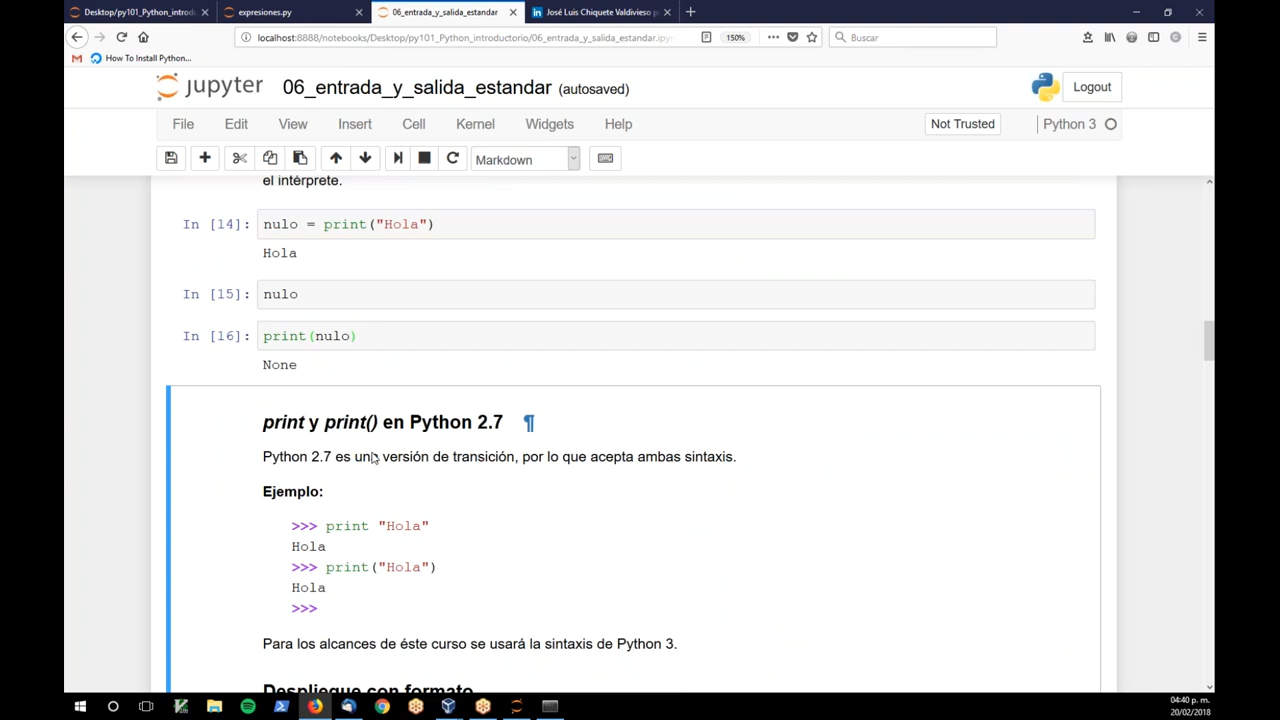 Desktop/py101_Python_introdu
expresiones.py
06_entrada_y_salida_estandar
José Luis Chiquete Valdivieso p
localhost:8888/notebooks/Desktop/py101_Python_introductorio/06_entrada_y_salida_estandar.ipyn
150%
Buscar
How To Install Python...
jupyter
06_entrada_y_salida_estandar (autosaved)
Logout
File Edit View Insert Cell Kernel Widgets Help
Not Trusted
Python 3
Markdown
el intérprete.
In [14]: nulo = print("Hola")
Hola
In [15]: nulo
In [16]: print(nulo)
None
print y print() en Python 2.7 ¶
Python 2.7 es una versión de transición, por lo que acepta ambas sintaxis.
Ejemplo:
>>> print "Hola"
Hola
>>> print("Hola")
Hola
>>>
Para los alcances de éste curso se usará la sintaxis de Python 3.
Despliegue con formato
04:40 p. m.
20/02/2018